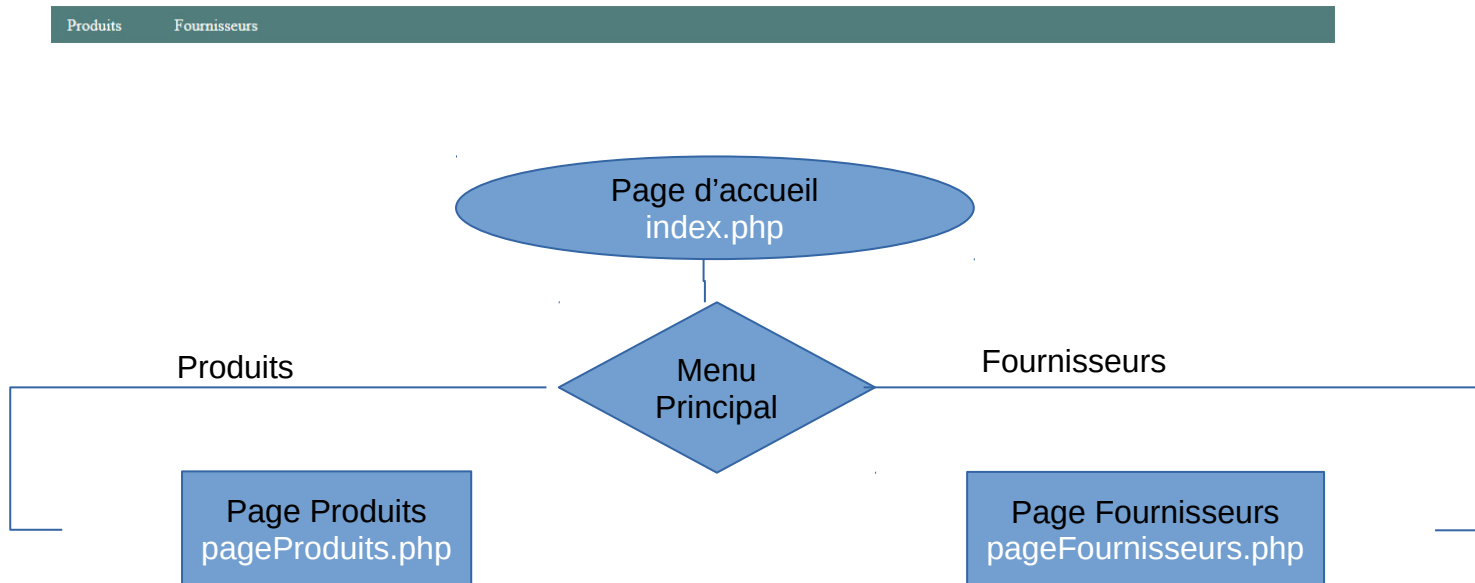 Produits Fournisseurs
Page d’accueil
index.php
Produits
Menu
Principal
Fournisseurs
Page Produits
pageProduits.php
Page Fournisseurs
pageFournisseurs.php